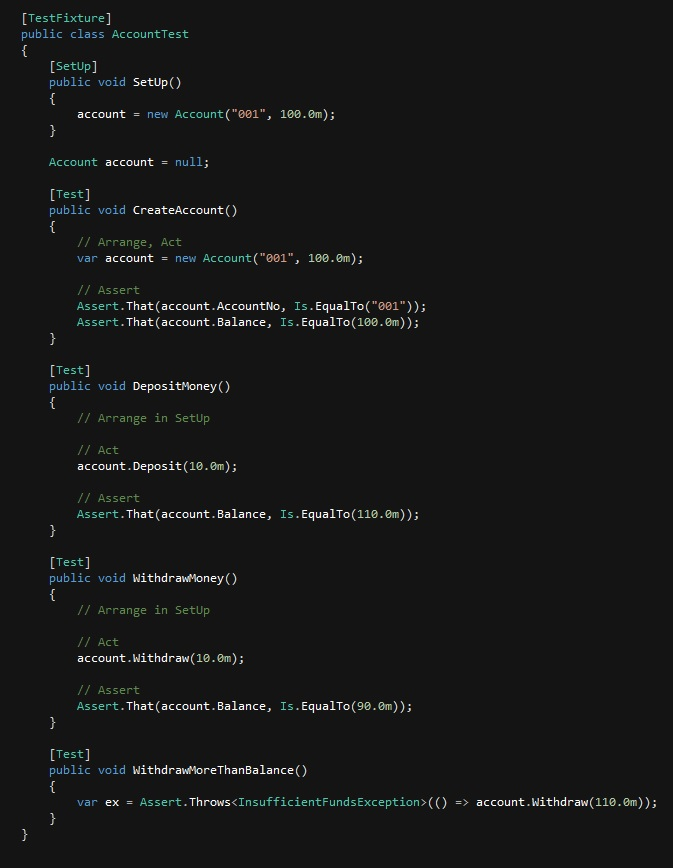 [TestFixture]
public class AccountTest
{
    [SetUp]
    public void SetUp()
    {
        account = new Account("001", 100.0m);
    }

    Account account = null;

    [Test]
    public void CreateAccount()
    {
        // Arrange, Act
        var account = new Account("001", 100.0m);

        // Assert
        Assert.That(account.AccountNo, Is.EqualTo("001"));
        Assert.That(account.Balance, Is.EqualTo(100.0m));
    }

    [Test]
    public void DepositMoney()
    {
        // Arrange in SetUp

        // Act
        account.Deposit(10.0m);

        // Assert
        Assert.That(account.Balance, Is.EqualTo(110.0m));
    }

    [Test]
    public void WithdrawMoney()
    {
        // Arrange in SetUp

        // Act
        account.Withdraw(10.0m);

        // Assert
        Assert.That(account.Balance, Is.EqualTo(90.0m));
    }

    [Test]
    public void WithdrawMoreThanBalance()
    {
        var ex = Assert.Throws<InsufficientFundsException>(() => account.Withdraw(110.0m));
    }
}